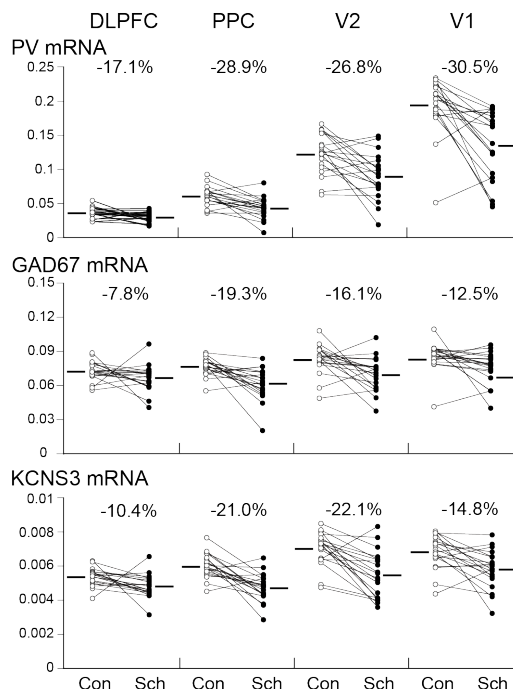 DLPFC PPC V2 V1
PV mRNA
0.25
-17.1% -28.9% -26.8% -30.5%
0.2
0.15
0.1
0.05
0
GAD67 mRNA
0.15
-7.8% -19.3% -16.1% -12.5%
0.12
0.09
0.06
0.03
0
KCNS3 mRNA
0.01
-10.4% -21.0% -22.1% -14.8%
0.008
0.006
0.004
0.002
0
Con Sch Con Sch Con Sch Con Sch